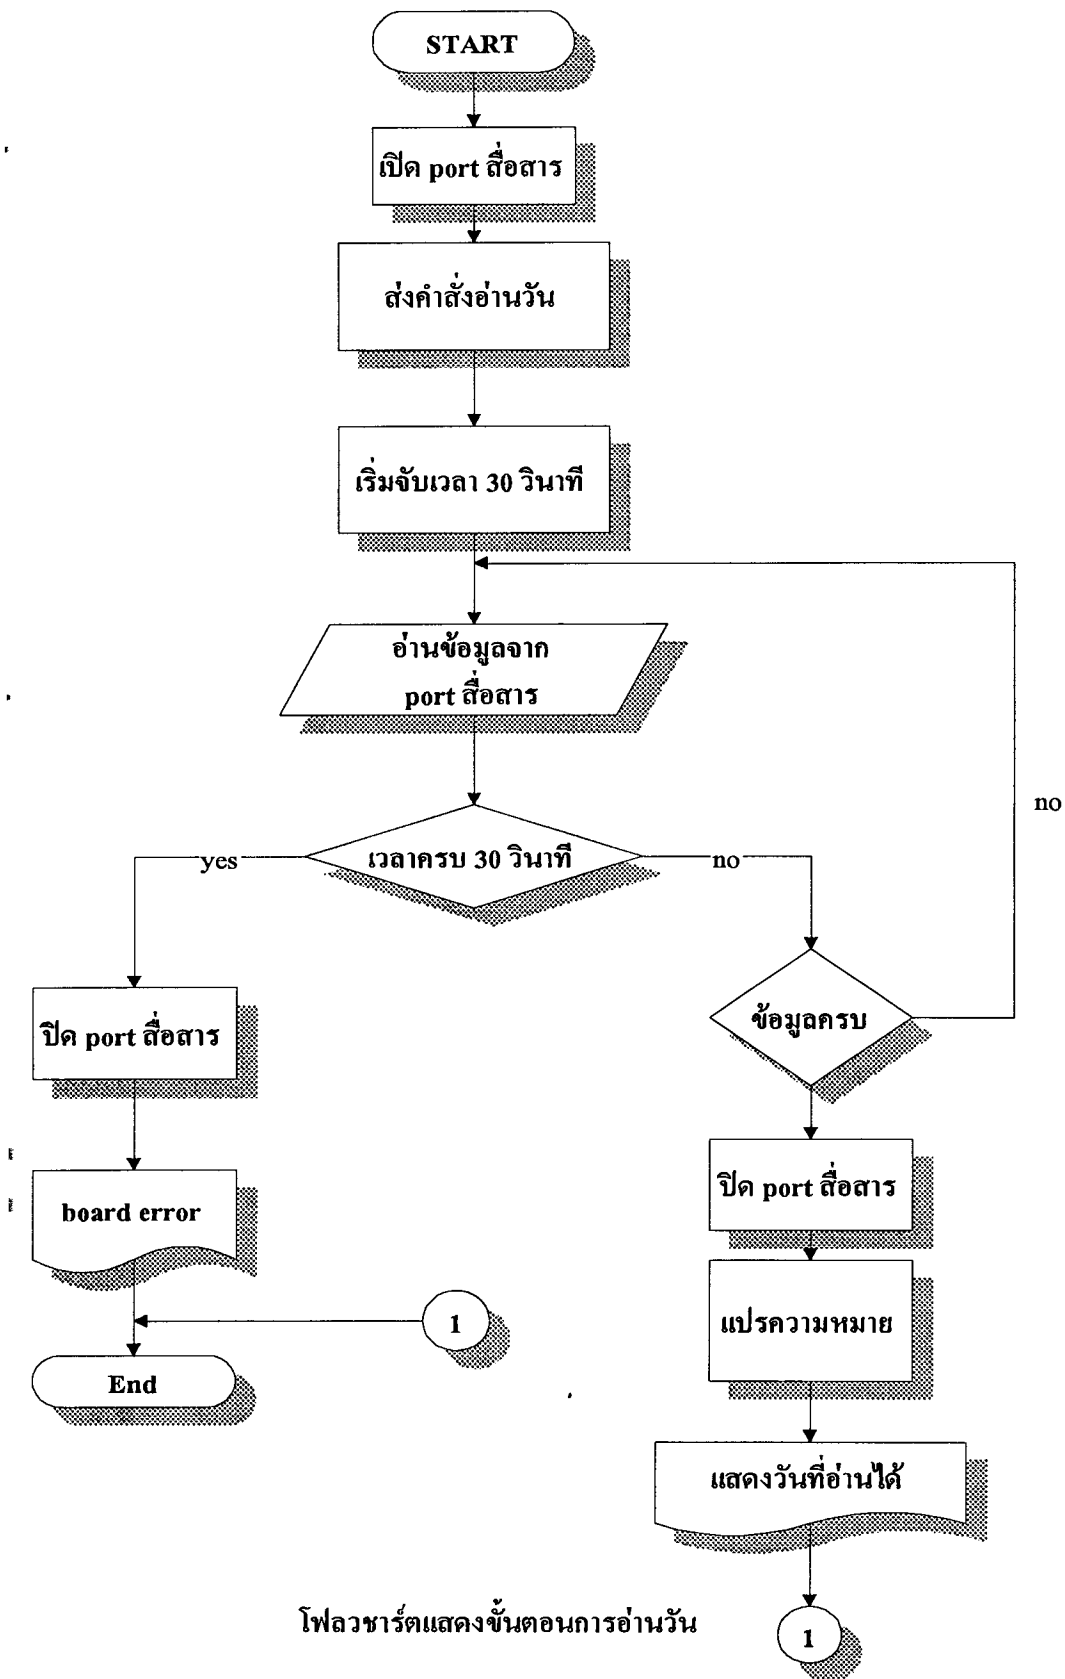 START
เปิด port สื่อสาร
ส่งคำสั่งอ่านวัน
เริ่มจับเวลา 30 วินาที
อ่านข้อมูลจาก
port สื่อสาร
no
yes
เวลาครบ 30 วินาที
no
ปิด port สื่อสาร
ข้อมูลครบ
ปิด port สื่อสาร
board error
1
แปรความหมาย
End
แสดงวันที่อ่านได้
โฟลวชาร์ตแสดงขั้นตอนการอ่านวัน
1